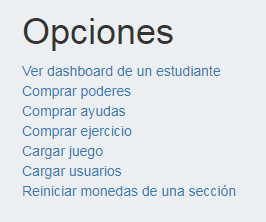 Opciones
Ver dashboard de un estudiante
Comprar poderes
Comprar ayudas
Comprar ejercicio
Cargar juego
Cargar usuarios
Reiniciar monedas de una sección